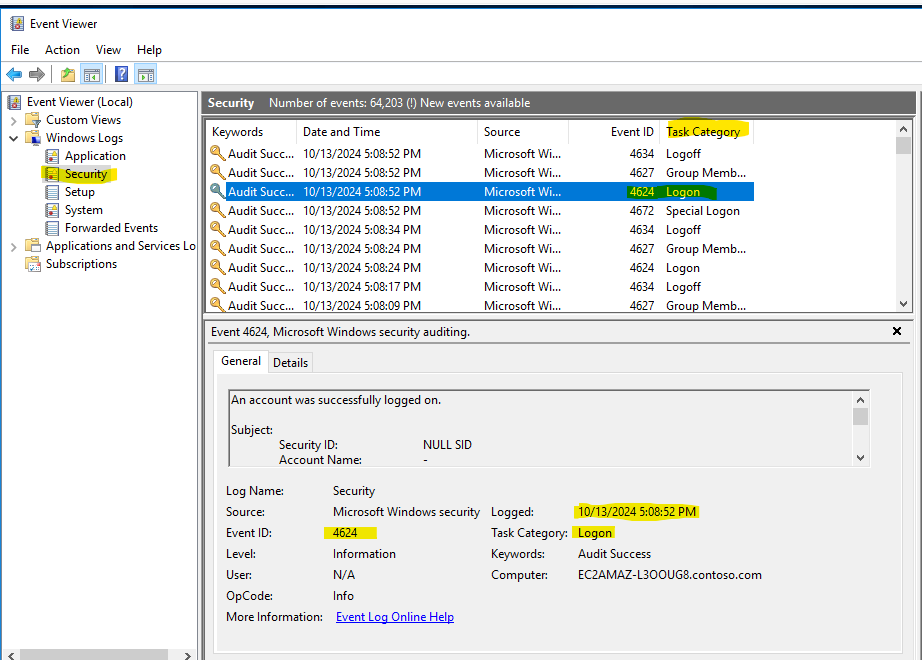 Event Viewer
File Action View Help
Event Viewer (Local)
Custom Views
Windows Logs
Application
Security
Setup
System
Forwarded Events
Applications and Services Lo
Subscriptions
Security Number of events: 64,203 (!) New events available
Keywords Date and Time Source Event ID Task Category
Audit Succ... 10/13/2024 5:08:52 PM Microsoft Wi... 4634 Logoff
Audit Succ... 10/13/2024 5:08:52 PM Microsoft Wi... 4627 Group Memb...
Audit Succ... 10/13/2024 5:08:52 PM Microsoft Wi... 4624 Logon
Audit Succ... 10/13/2024 5:08:52 PM Microsoft Wi... 4672 Special Logon
Audit Succ... 10/13/2024 5:08:34 PM Microsoft Wi... 4634 Logoff
Audit Succ... 10/13/2024 5:08:24 PM Microsoft Wi... 4627 Group Memb...
Audit Succ... 10/13/2024 5:08:24 PM Microsoft Wi... 4624 Logon
Audit Succ... 10/13/2024 5:08:17 PM Microsoft Wi... 4634 Logoff
Audit Succ... 10/13/2024 5:08:09 PM Microsoft Wi... 4627 Group Memb...
Event 4624, Microsoft Windows security auditing.
General Details
An account was successfully logged on.
Subject:
Security ID: NULL SID
Account Name: -
Log Name: Security
Source: Microsoft Windows security Logged: 10/13/2024 5:08:52 PM
Event ID: 4624 Task Category: Logon
Level: Information Keywords: Audit Success
User: N/A Computer: EC2AMAZ-L3OOUG8.contoso.com
OpCode: Info
More Information: Event Log Online Help